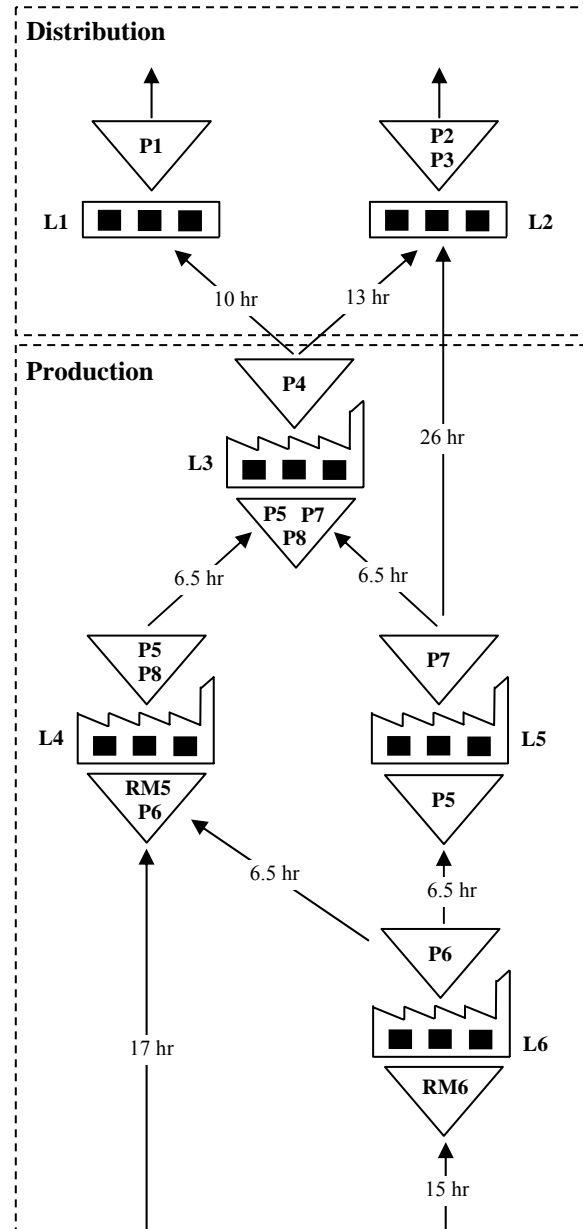 Distribution
P1
P2
P3
L1
L2
10 hr
13 hr
Production
P4
26 hr
L3
P5 P7
P8
6.5 hr
6.5 hr
P5
P8
P7
L4
L5
RM5
P6
P5
6.5 hr
6.5 hr
P6
17 hr
L6
RM6
15 hr